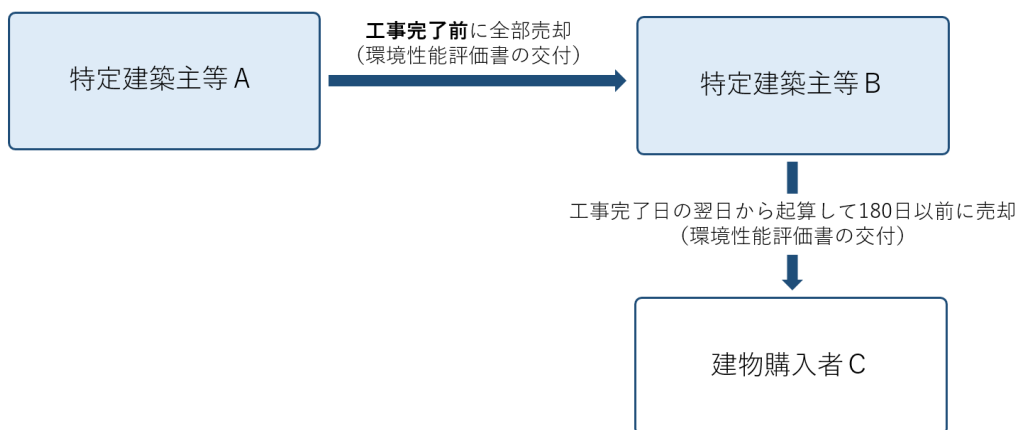 特定建築主等A
工事完了前に全部売却
（環境性能評価書の交付）
特定建築主等B
工事完了日の翌日から起算して180日以前に売却
（環境性能評価書の交付）
建物購入者C